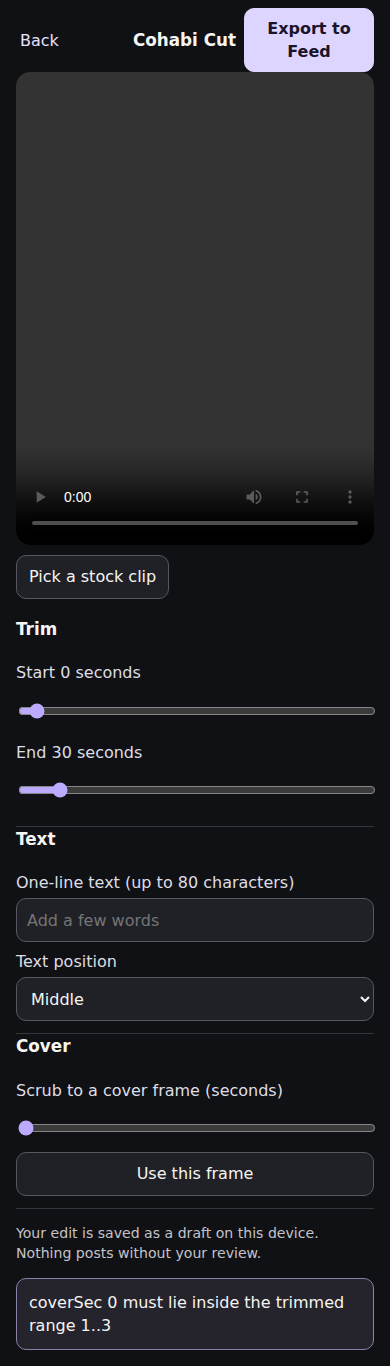 Back
Cohabi Cut
Export to
Feed
0:00
Pick a stock clip
Trim
Start 0 seconds
End 30 seconds
Text
One-line text (up to 80 characters)
Add a few words
Text position
Middle
Cover
Scrub to a cover frame (seconds)
Use this frame
Your edit is saved as a draft on this device.
Nothing posts without your review.
coverSec 0 must lie inside the trimmed
range 1..3